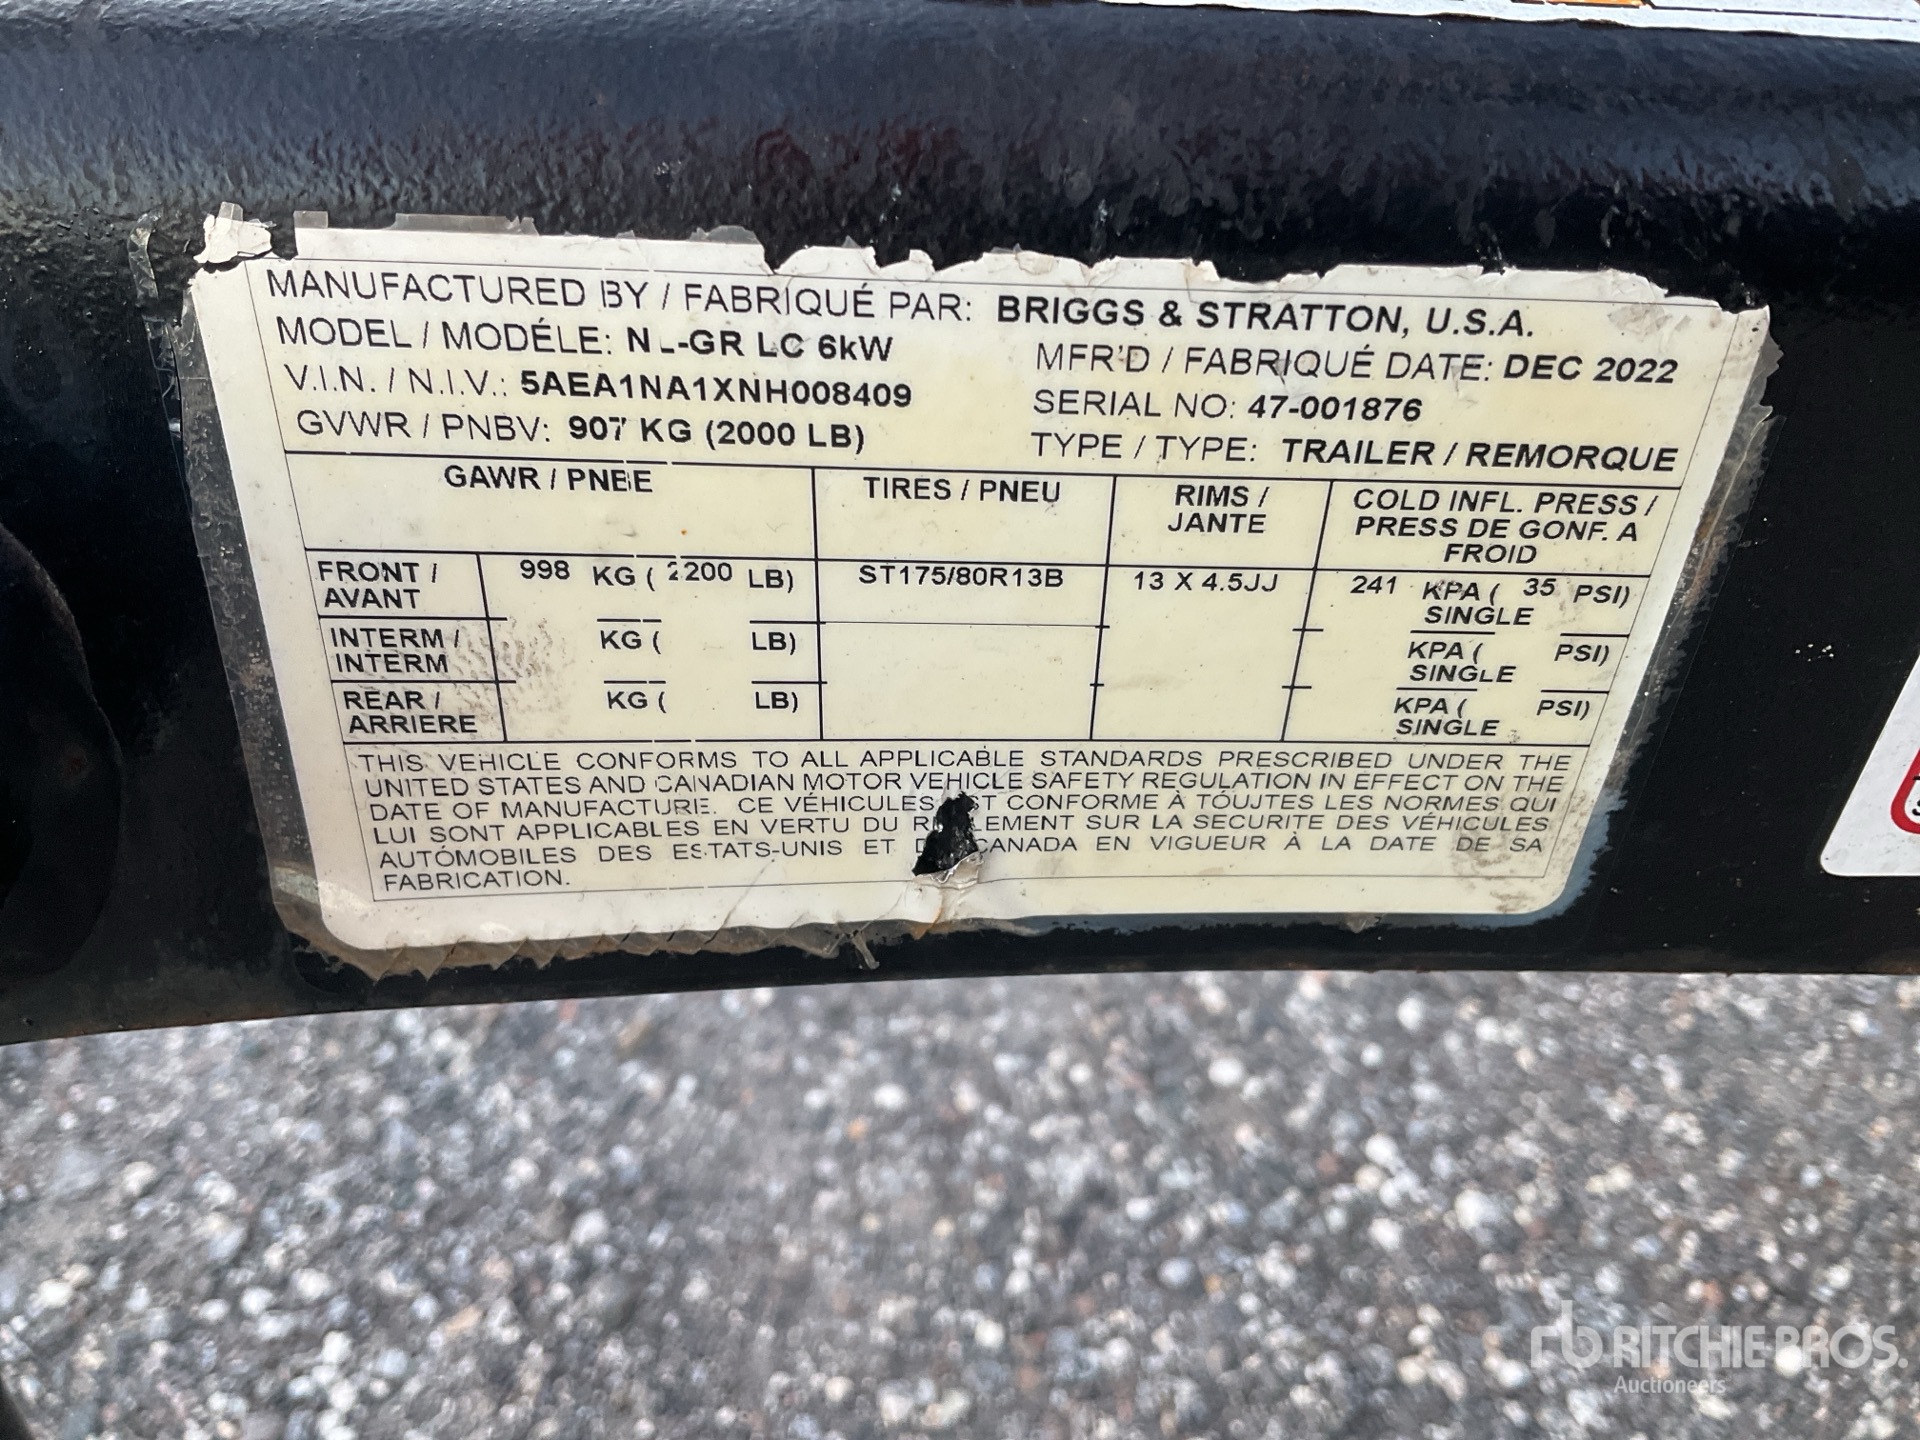 MANUFACTURED BY / FABRIQUÉ PAR: BRIGGS & STRATTON, U.S.A.
MODEL / MODÉLE: NL-GR LC 6kW
MFR'D / FABRIQUÉ DATE: DEC 2022
V.I.N. / N.I.V.: 5AEA1NA1XNH008409
SERIAL NO: 47-001876
GVWR / PNBV: 907 KG (2000 LB)
TYPE / TYPE: TRAILER / REMORQUE
GAWR / PNBE
TIRES / PNEU
RIMS /
JANTE
COLD INFL. PRESS /
PRESS DE GONF. A
FROID
FRONT /
AVANT
998 KG ( 2200 LB)
ST175/80R13B
13 X 4.5JJ
241 KPA ( 35 PSI)
SINGLE
INTERM /
INTERM
KG ( LB)
KPA ( PSI)
SINGLE
REAR /
ARRIERE
KG ( LB)
KPA ( PSI)
SINGLE
THIS VEHICLE CONFORMS TO ALL APPLICABLE STANDARDS PRESCRIBED UNDER THE
UNITED STATES AND CANADIAN MOTOR VEHICLE SAFETY REGULATION IN EFFECT ON THE
DATE OF MANUFACTURE. CE VÉHICULES EST CONFORME À TOUJTES LES NORMES QUI
LUI SONT APPLICABLES EN VERTU DU SUR LA SECURITE DES VÉHICULES
AUTÓMOBILES DES ESTATS-UNIS ET CANADA EN VIGUEUR À LA DATE DE SA
FABRICATION.
rb RITCHIE BROS.
Auctioneers